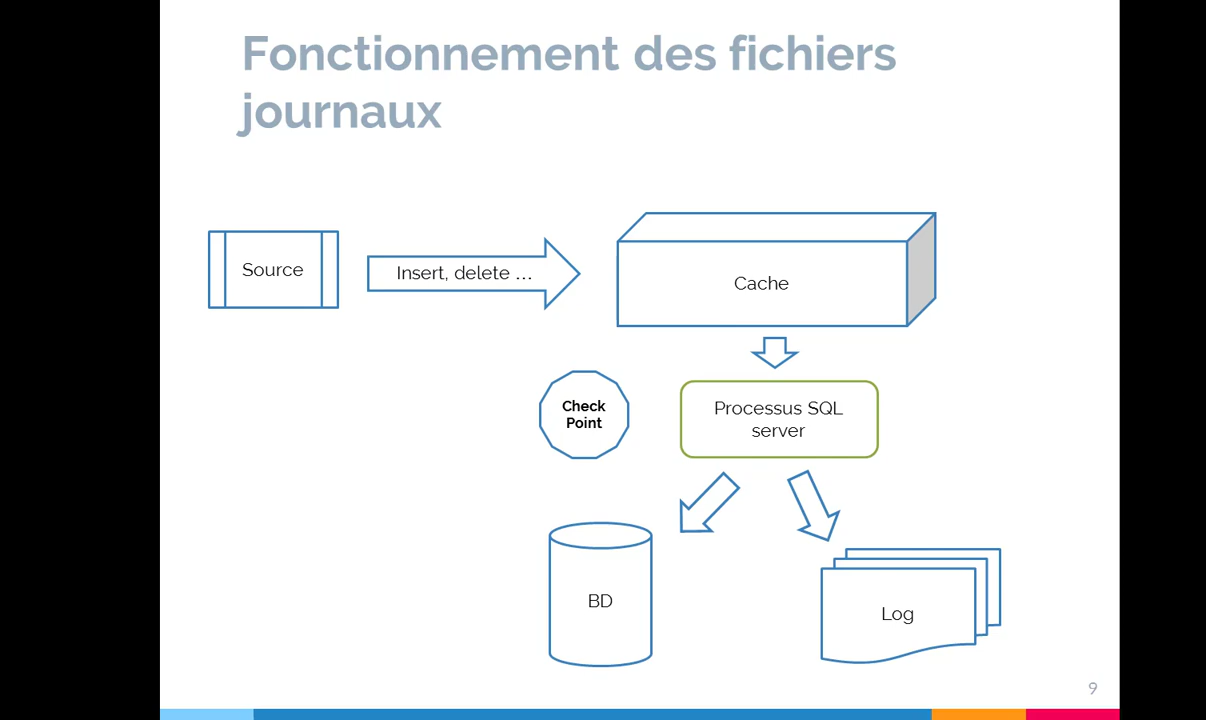 Fonctionnement des fichiers
journaux
Source
Insert, delete ...
Cache
Check
Point
Processus SQL
server
BD
Log
9